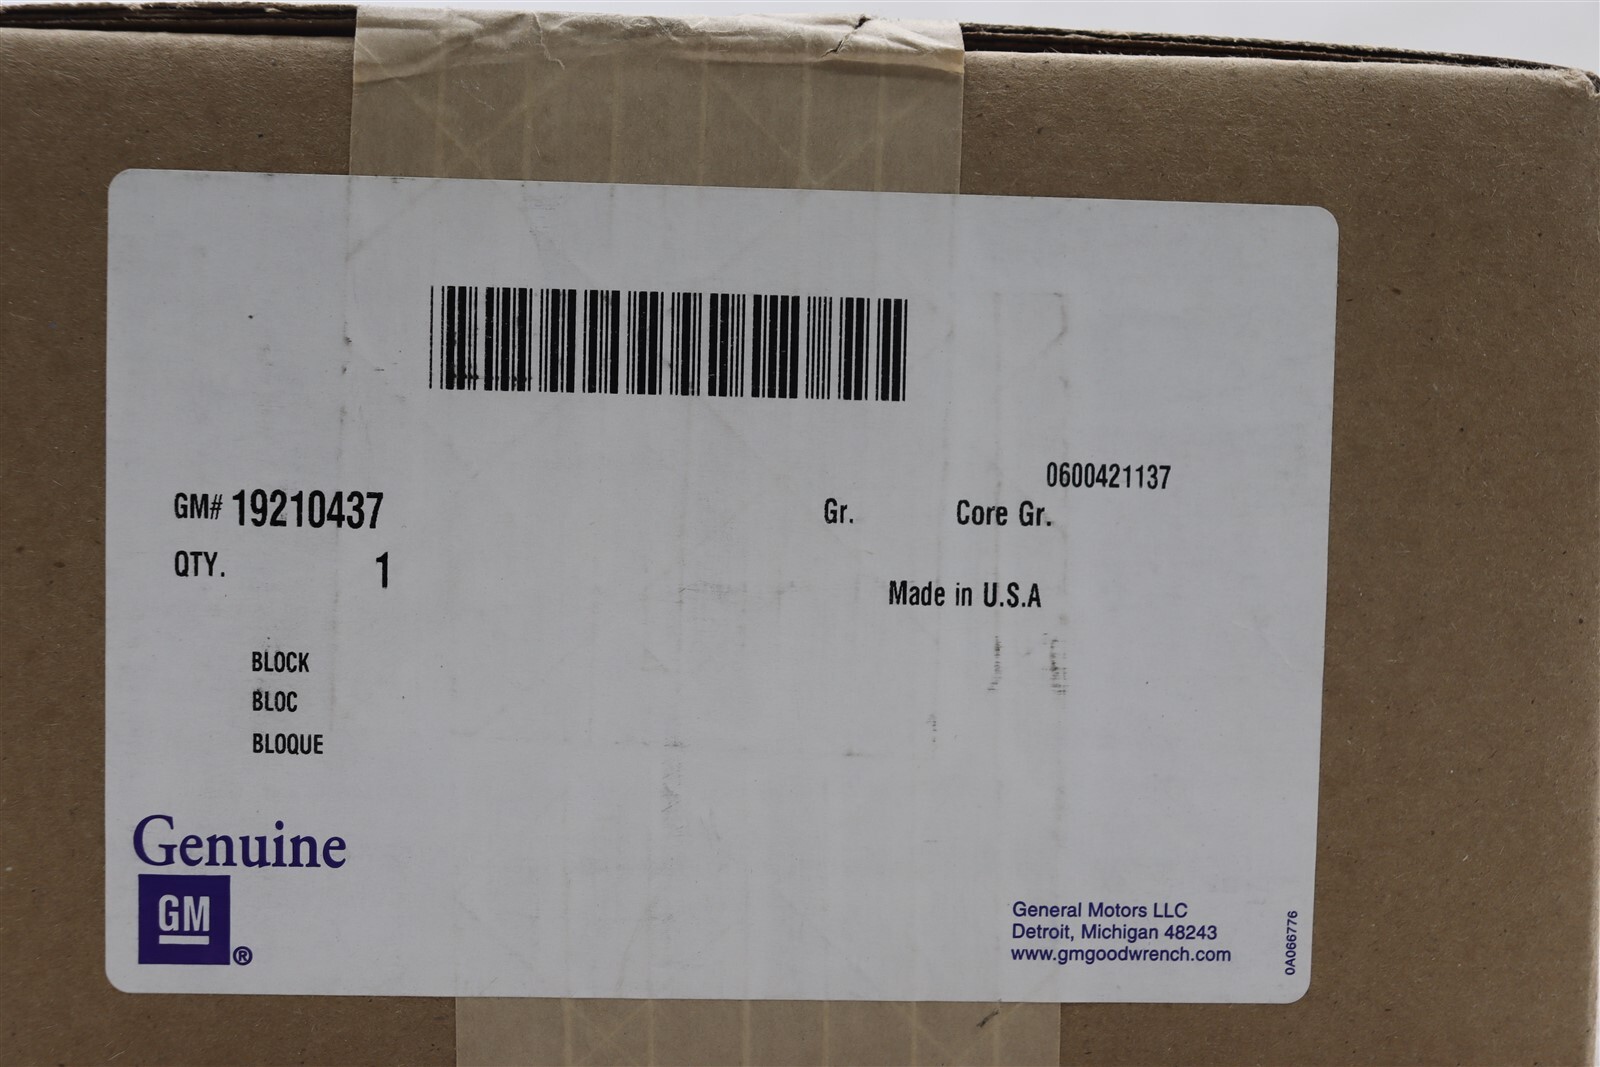 0600421137
GM# 19210437
Gr. Core Gr.
QTY. 1
Made in U.S.A
BLOCK
BLOC
BLOQUE
Genuine
GM
®
General Motors LLC
Detroit, Michigan 48243
www.gmgoodwrench.com
0A066776